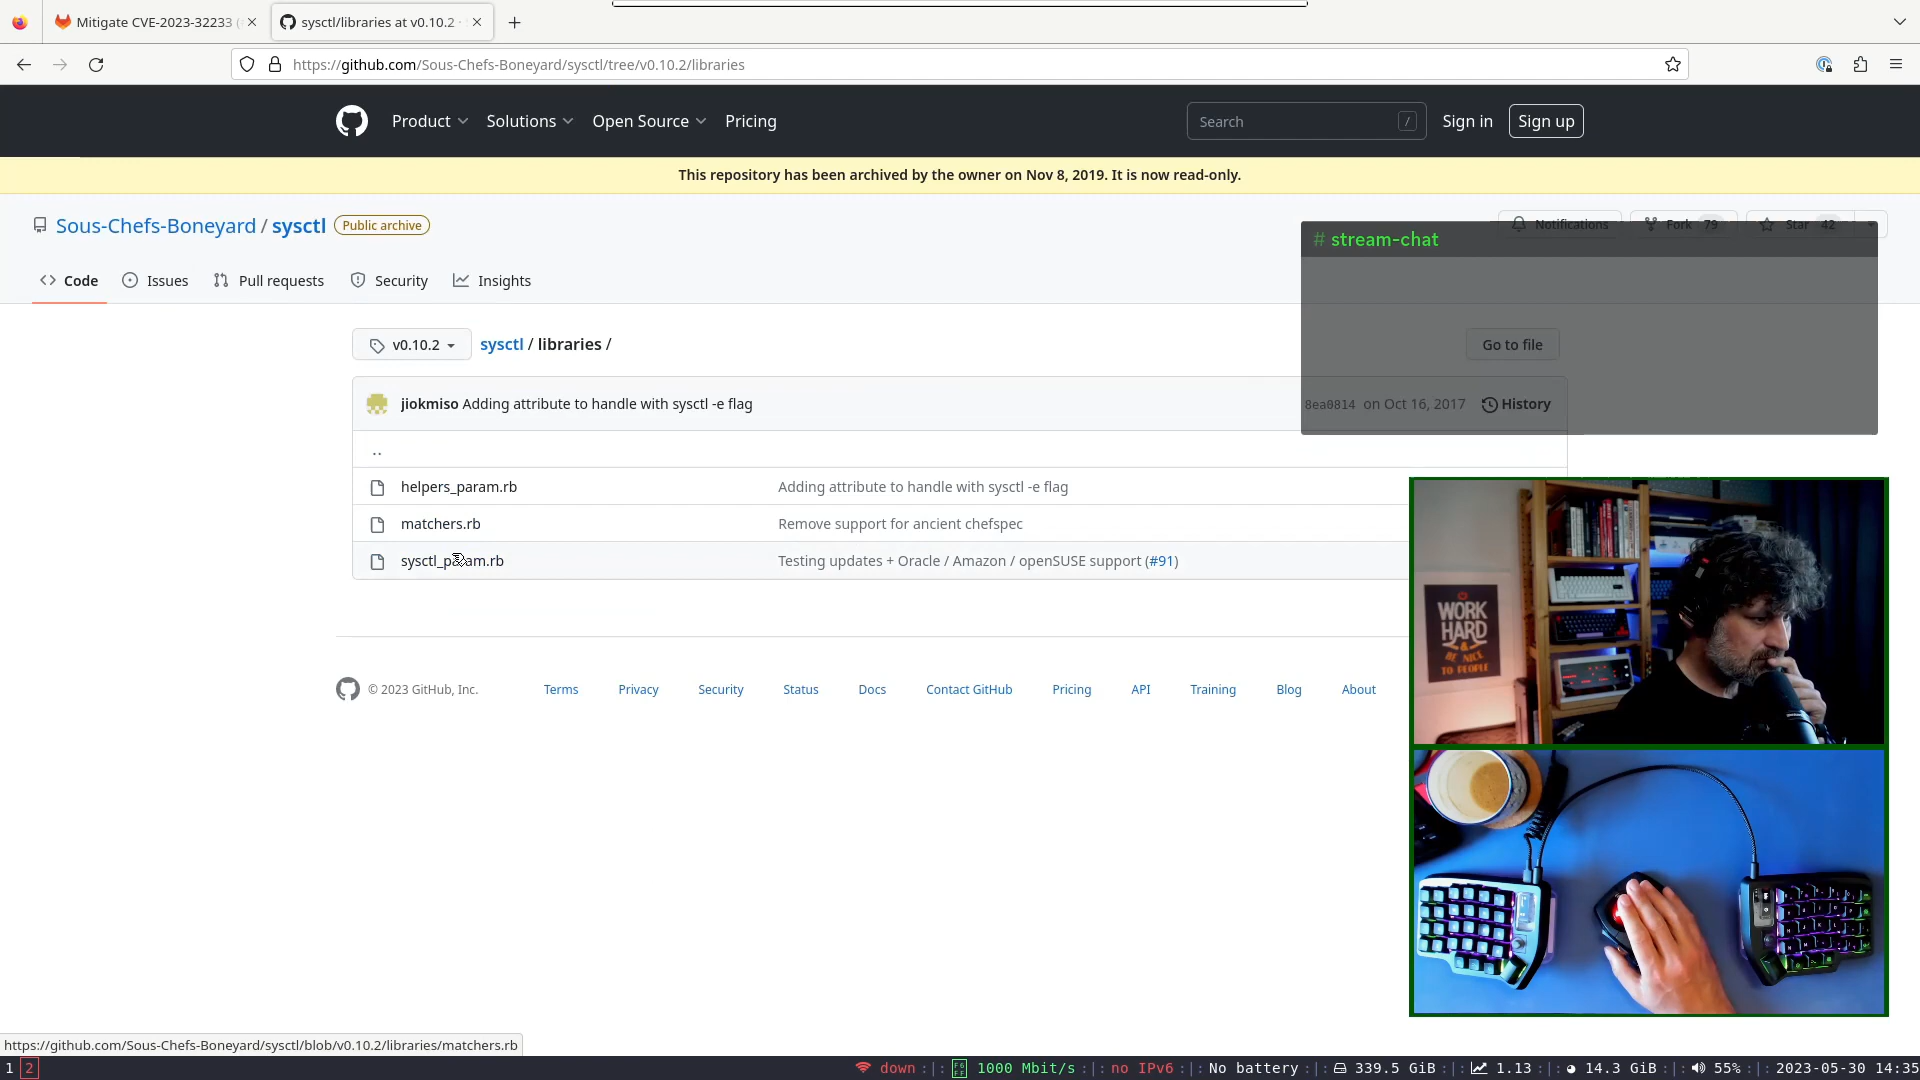 Mitigate CVE-2023-32233
sysctl/libraries at v0.10.2 ·
https://github.com/Sous-Chefs-Boneyard/sysctl/tree/v0.10.2/libraries
Product
Solutions
Open Source
Pricing
Search
/
Sign in
Sign up
This repository has been archived by the owner on Nov 8, 2019. It is now read-only.
Sous-Chefs-Boneyard / sysctl
Public archive
Notifications
Fork 79
Star 42
# stream-chat
Code
Issues
Pull requests
Security
Insights
v0.10.2
sysctl / libraries /
Go to file
jiokmiso Adding attribute to handle with sysctl -e flag
8ea0814 on Oct 16, 2017
History
..
helpers_param.rb
Adding attribute to handle with sysctl -e flag
matchers.rb
Remove support for ancient chefspec
sysctl_param.rb
Testing updates + Oracle / Amazon / openSUSE support (#91)
WORK
HARD
& BE NICE
TO PEOPLE
© 2023 GitHub, Inc.
Terms
Privacy
Security
Status
Docs
Contact GitHub
Pricing
API
Training
Blog
About
https://github.com/Sous-Chefs-Boneyard/sysctl/blob/v0.10.2/libraries/matchers.rb
1 2
down :|: 1000 Mbit/s :|: no IPv6 :|: No battery :|: 339.5 GiB :|: 1.13 :|: 14.3 GiB :|: 55% :|: 2023-05-30 14:35